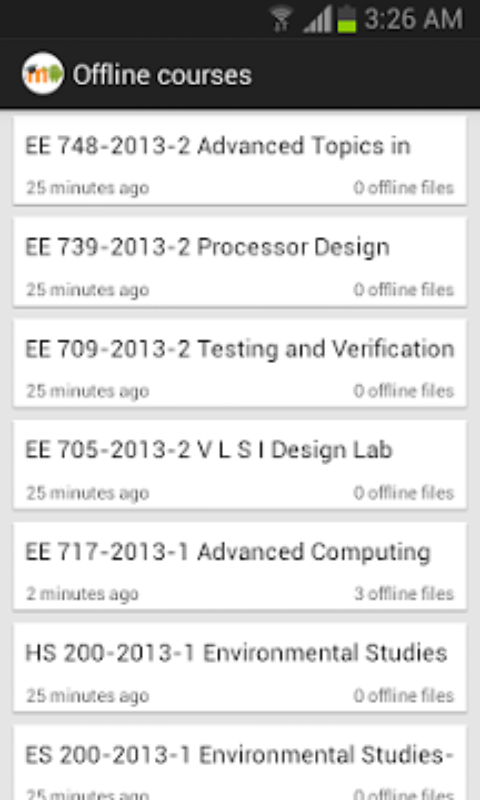 3:26 AM
Offline courses
EE 748-2013-2 Advanced Topics in
25 minutes ago 0 offline files
EE 739-2013-2 Processor Design
25 minutes ago 0 offline files
EE 709-2013-2 Testing and Verification
25 minutes ago 0 offline files
EE 705-2013-2 V L S I Design Lab
25 minutes ago 0 offline files
EE 717-2013-1 Advanced Computing
2 minutes ago 3 offline files
HS 200-2013-1 Environmental Studies
25 minutes ago 0 offline files
ES 200-2013-1 Environmental Studies-
25 minutes ago 0 offline files